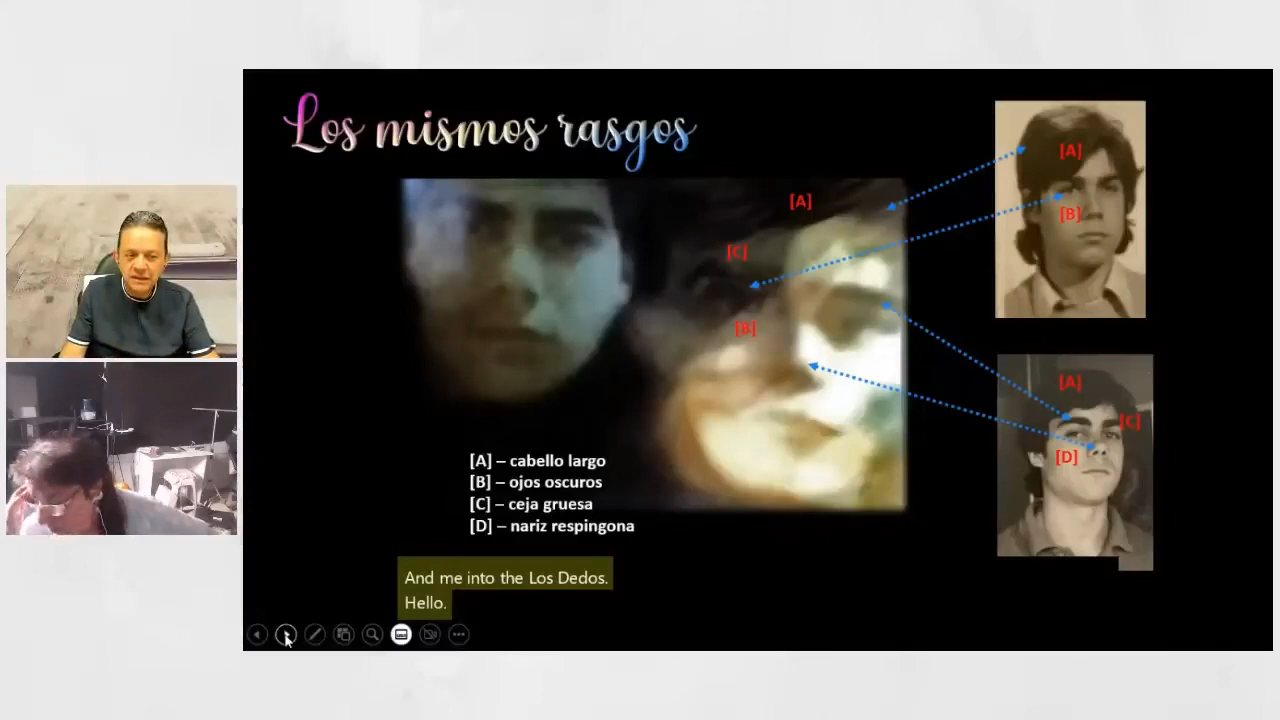 Los mismos rasgos
[A]
[C]
[B]
[A]
[B]
[A]
[C]
[D]
[A] – cabello largo
[B] – ojos oscuros
[C] – ceja gruesa
[D] – nariz respingona
And me into the Los Dedos.
Hello.